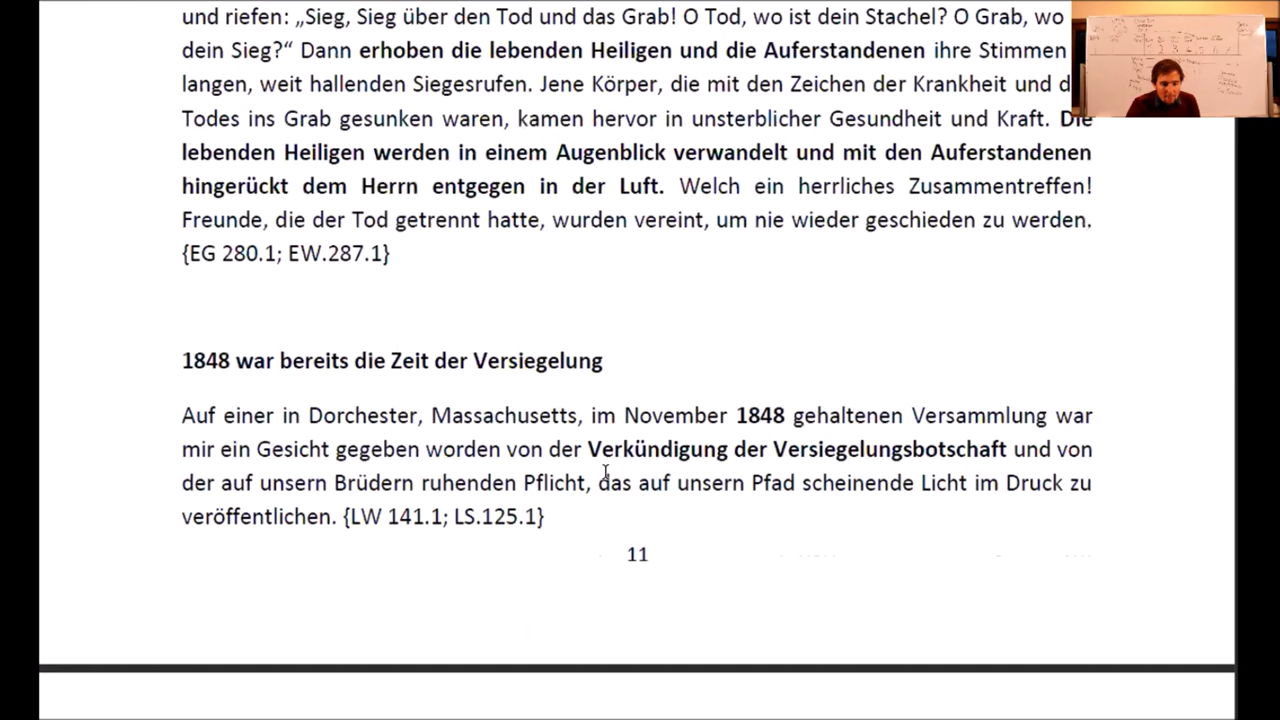 und riefen: „Sieg, Sieg über den Tod und das Grab! O Tod, wo ist dein Stachel? O Grab, wo
dein Sieg?“ Dann erhoben die lebenden Heiligen und die Auferstandenen ihre Stimmen
langen, weit hallenden Siegesrufen. Jene Körper, die mit den Zeichen der Krankheit und d
Todes ins Grab gesunken waren, kamen hervor in unsterblicher Gesundheit und Kraft. Die
lebenden Heiligen werden in einem Augenblick verwandelt und mit den Auferstandenen
hingerückt dem Herrn entgegen in der Luft. Welch ein herrliches Zusammentreffen!
Freunde, die der Tod getrennt hatte, wurden vereint, um nie wieder geschieden zu werden.
{EG 280.1; EW.287.1}
1848 war bereits die Zeit der Versiegelung
Auf einer in Dorchester, Massachusetts, im November 1848 gehaltenen Versammlung war
mir ein Gesicht gegeben worden von der Verkündigung der Versiegelungsbotschaft und von
der auf unsern Brüdern ruhenden Pflicht, das auf unsern Pfad scheinende Licht im Druck zu
veröffentlichen. {LW 141.1; LS.125.1}
11